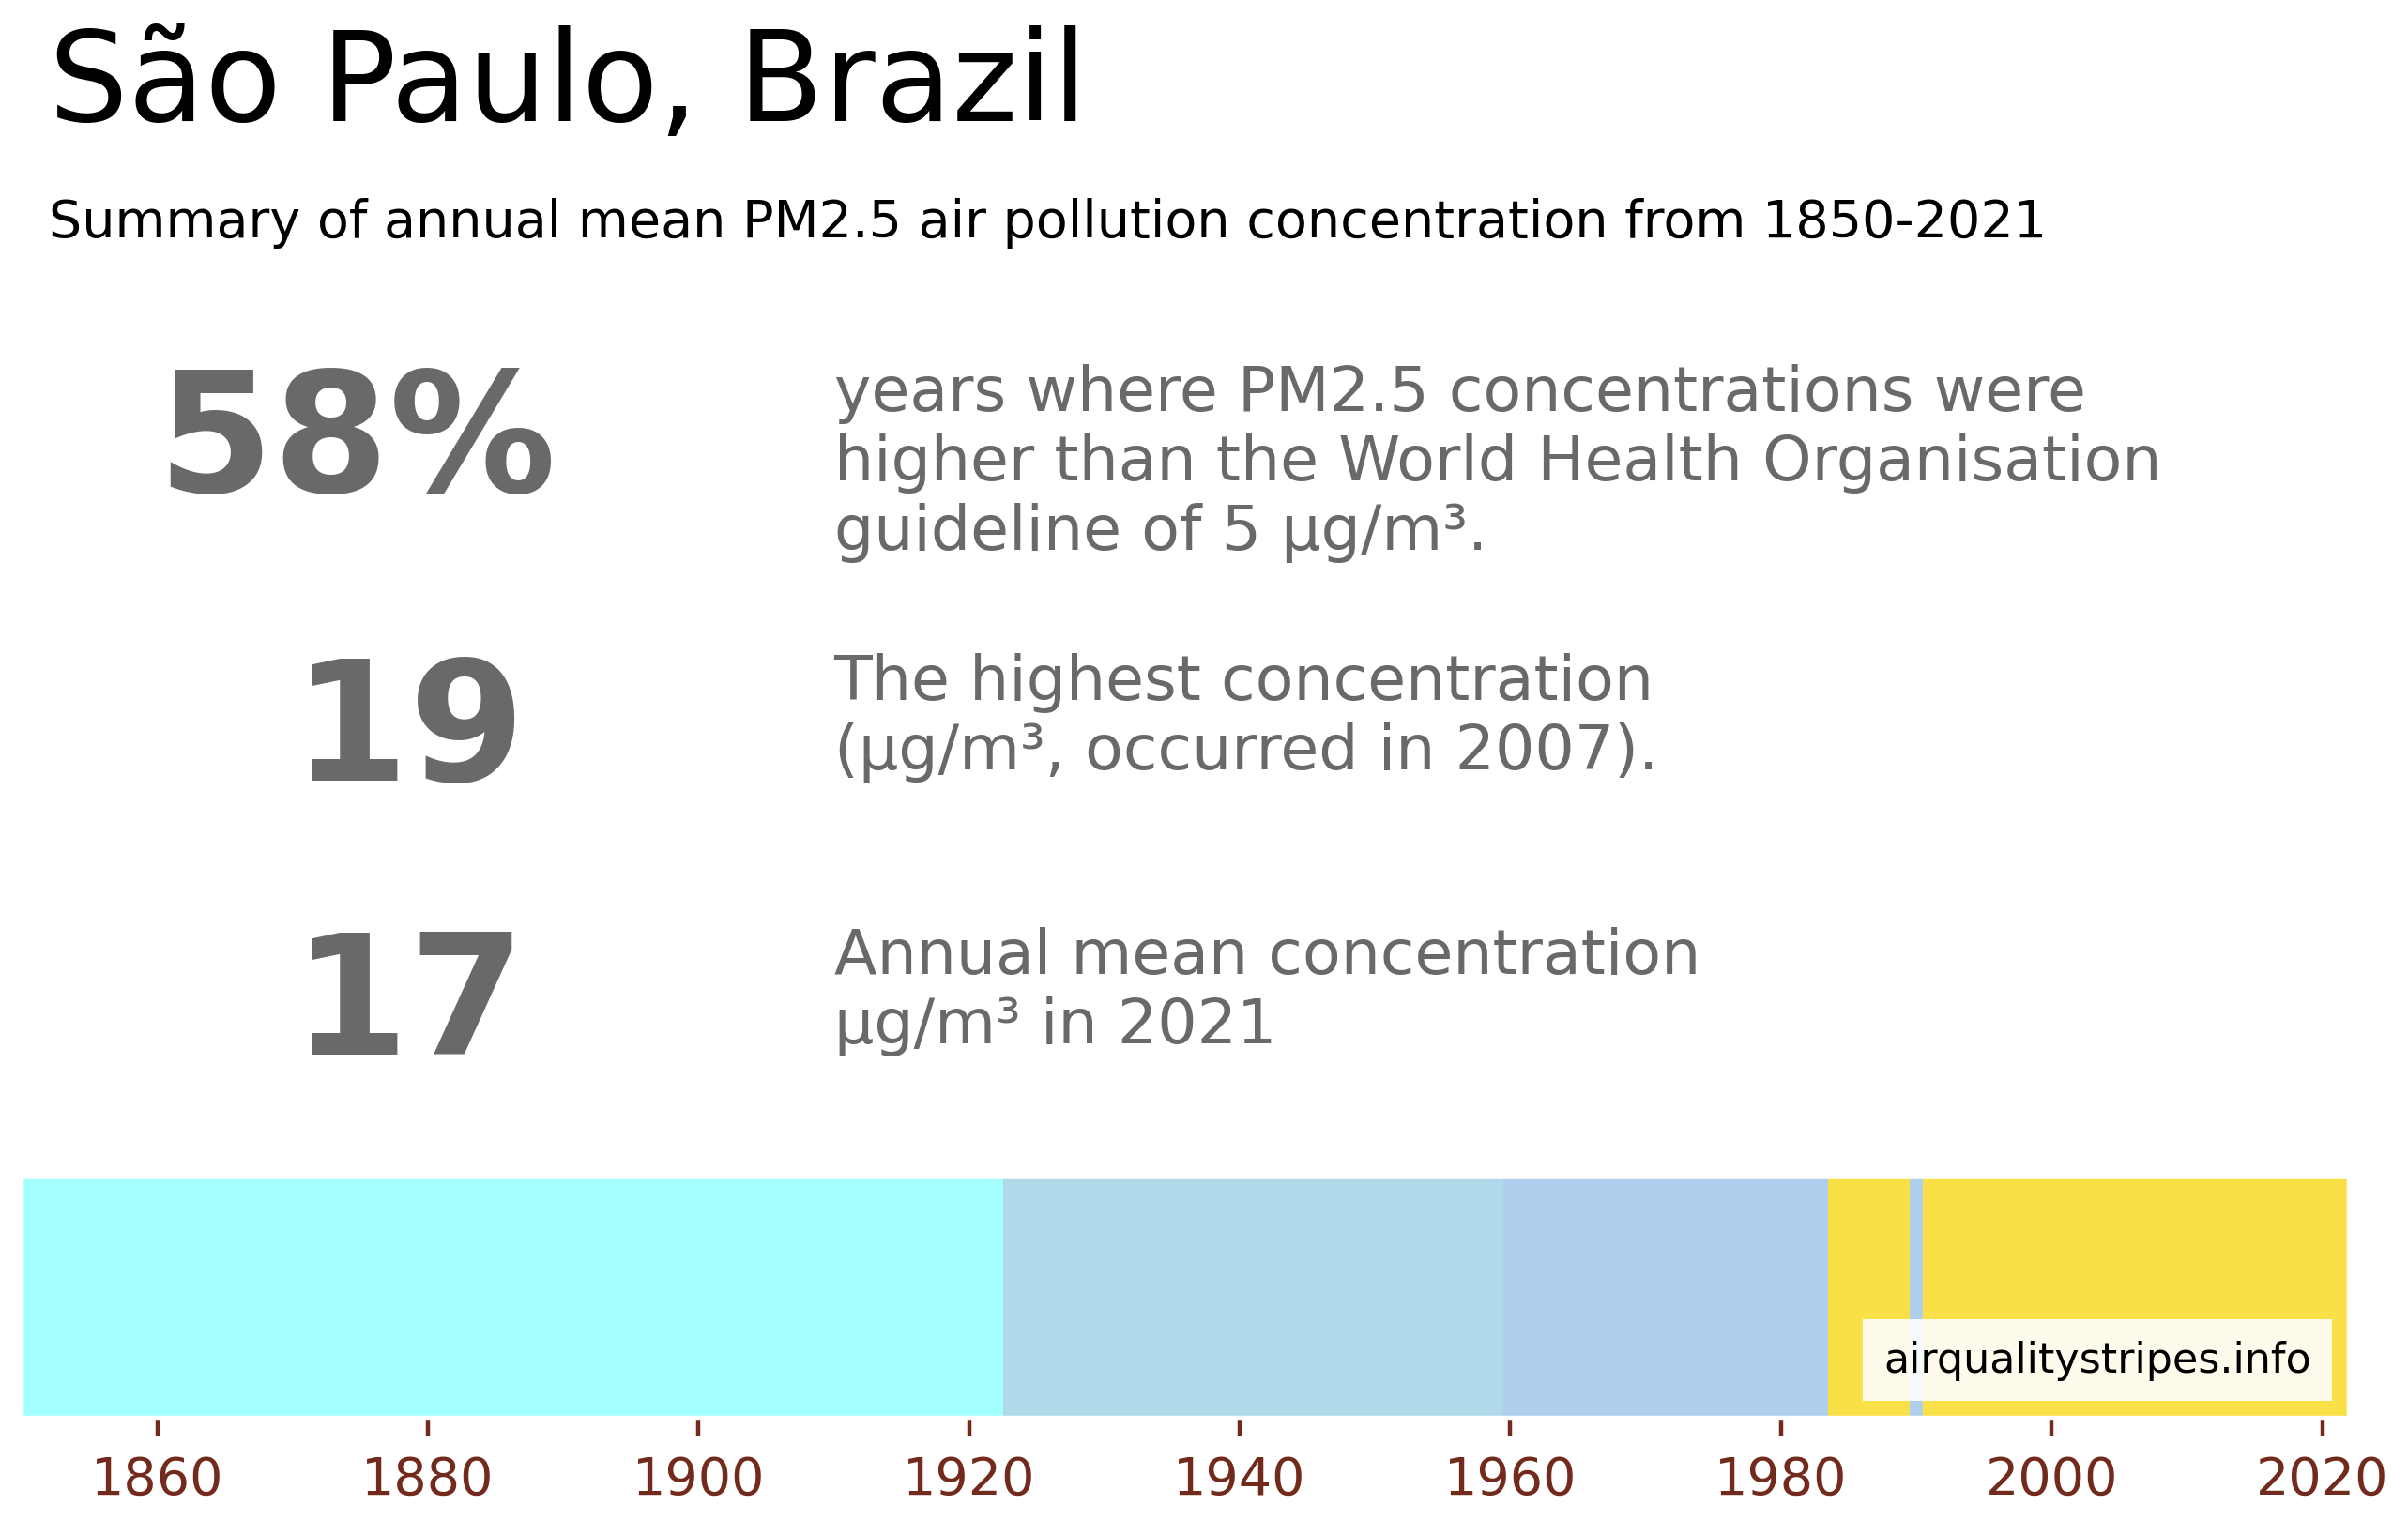 São Paulo, Brazil
Summary of annual mean PM2.5 air pollution concentration from 1850-2021
58%
years where PM2.5 concentrations were
higher than the World Health Organisation
guideline of 5 µg/m³.
19
The highest concentration
(µg/m³, occurred in 2007).
17
Annual mean concentration
µg/m³ in 2021
airqualitystripes.info
1860 1880 1900 1920 1940 1960 1980 2000 2020